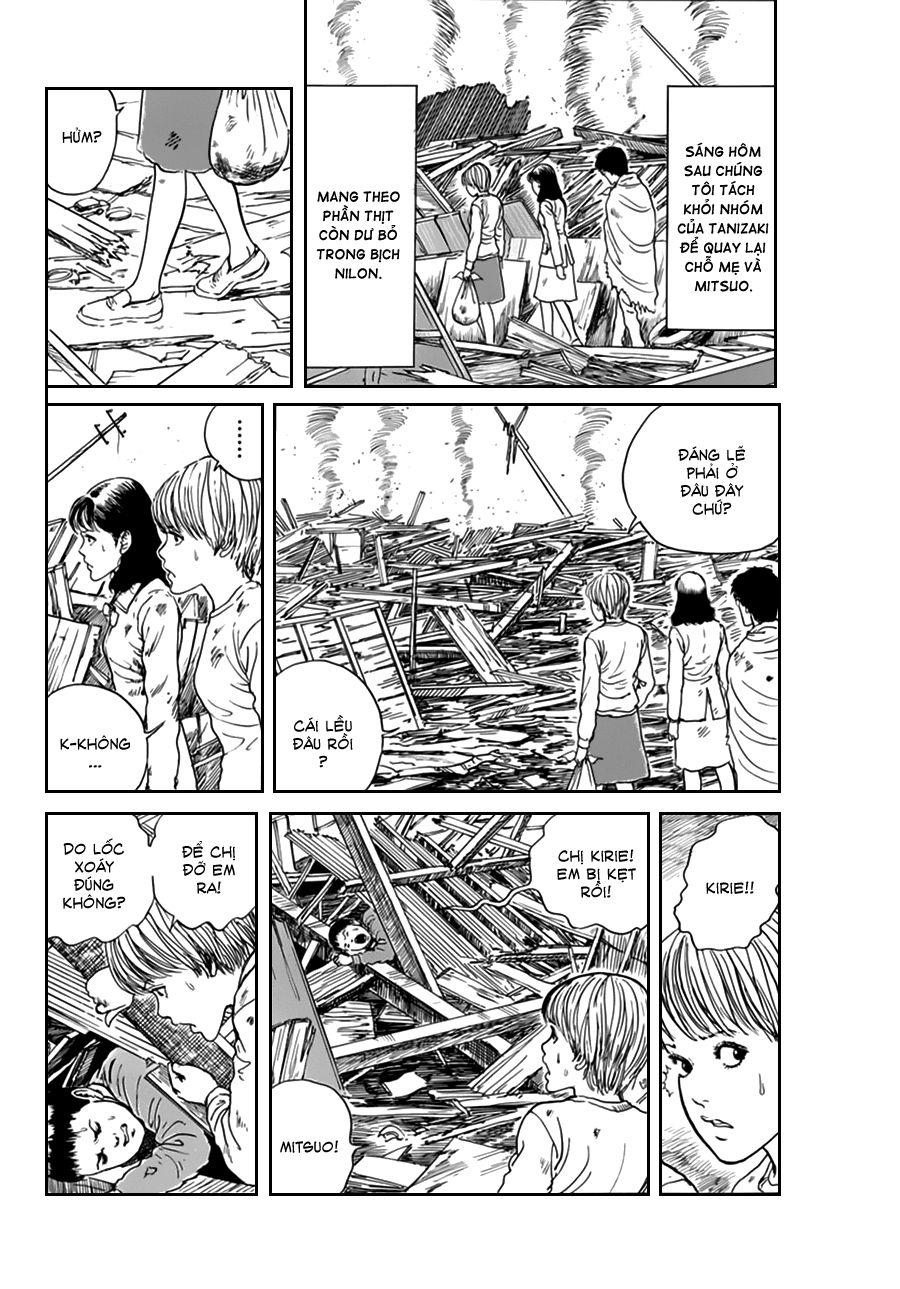 SÁNG HÔM
SAU CHÚNG
TÔI TÁCH
KHỎI NHÓM
CỦA TANIZAKI
ĐỂ QUAY LẠI
CHỖ MẸ VÀ
MITSUO.
MANG THEO
PHẦN THỊT
CÒN DƯ BỎ
TRONG BỊCH
NILON.
HỬM?
ĐÁNG LẼ
PHẢI Ở
ĐÂU ĐÂY
CHỨ?
CÁI LỀU
ĐÂU RỒI
?
......
K-KHÔNG
...
KIRIE!!
CHỊ KIRIE!
EM BỊ KẸT
RỒI!
MITSUO!
ĐỂ CHỊ
ĐỠ EM
RA!
DO LỐC
XOÁY
ĐÚNG
KHÔNG?